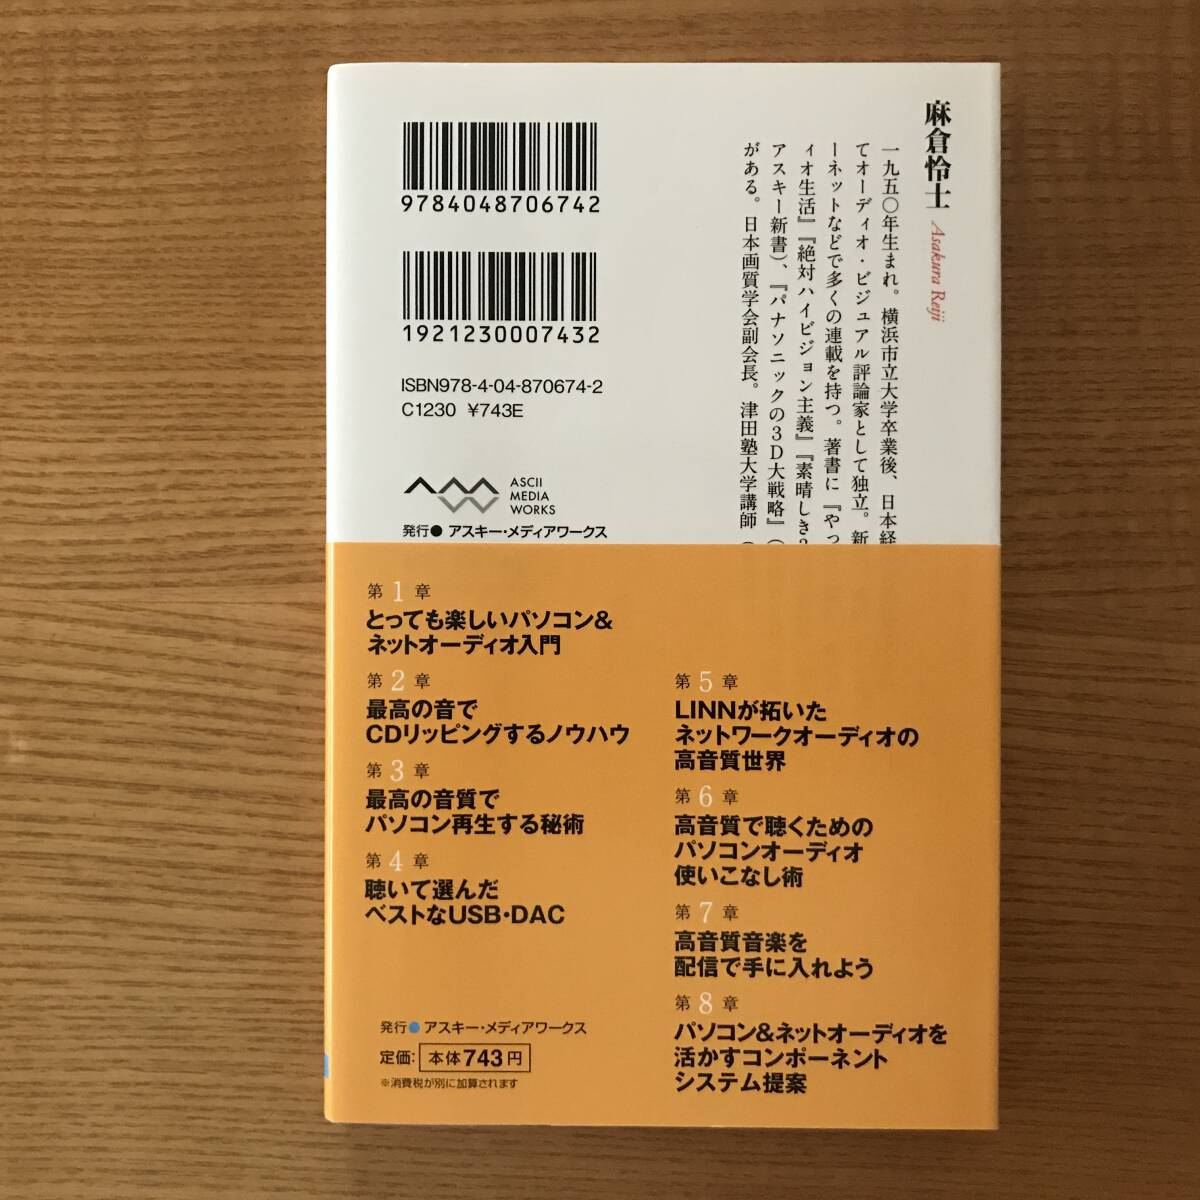 9784048706742
1921230007432
ISBN978-4-04-870674-2
C1230 ¥743E
ASCII
MEDIA
WORKS
発行●アスキー・メディアワークス
麻倉怜士 Asakura Reiji
一九五〇年生まれ。横浜市立大学卒業後、日本経
てオーディオ・ビジュアル評論家として独立。新
ーネットなどで多くの連載を持つ。著書に『やっ
ィオ生活』『絶対ハイビジョン主義』『素晴しき
アスキー新書）、『パナソニックの3D大戦略』（
がある。日本画質学会副会長。津田塾大学講師（
第1章
とっても楽しいパソコン&
ネットオーディオ入門
第2章
最高の音で
CDリッピングするノウハウ
第3章
最高の音質で
パソコン再生する秘術
第4章
聴いて選んだ
ベストなUSB・DAC
第5章
LINNが拓いた
ネットワークオーディオの
高音質世界
第6章
高音質で聴くための
パソコンオーディオ
使いこなし術
第7章
高音質音楽を
配信で手に入れよう
第8章
パソコン&ネットオーディオを
活かすコンポーネント
システム提案
発行●アスキー・メディアワークス
定価：本体743円
※消費税が別に加算されます